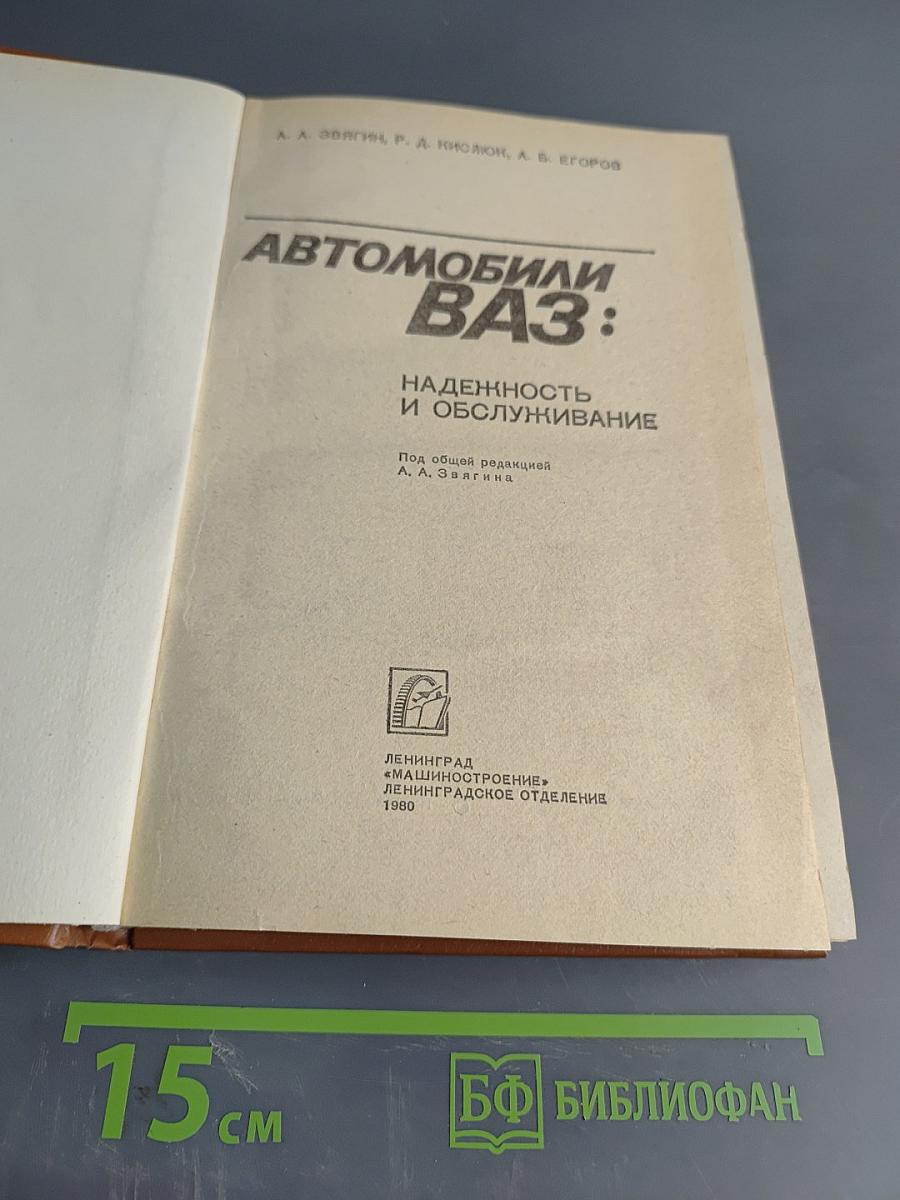 А. А. ЗВЯГИН, Р. Д. КИСЛЮК, А. Б. ЕГОРОВ
АВТОМОБИЛИ
ВАЗ:
НАДЕЖНОСТЬ
И ОБСЛУЖИВАНИЕ
Под общей редакцией
А. А. Звягина
ЛЕНИНГРАД
«МАШИНОСТРОЕНИЕ»
ЛЕНИНГРАДСКОЕ ОТДЕЛЕНИЕ
1980
15 см
БФ БИБЛИОФАН